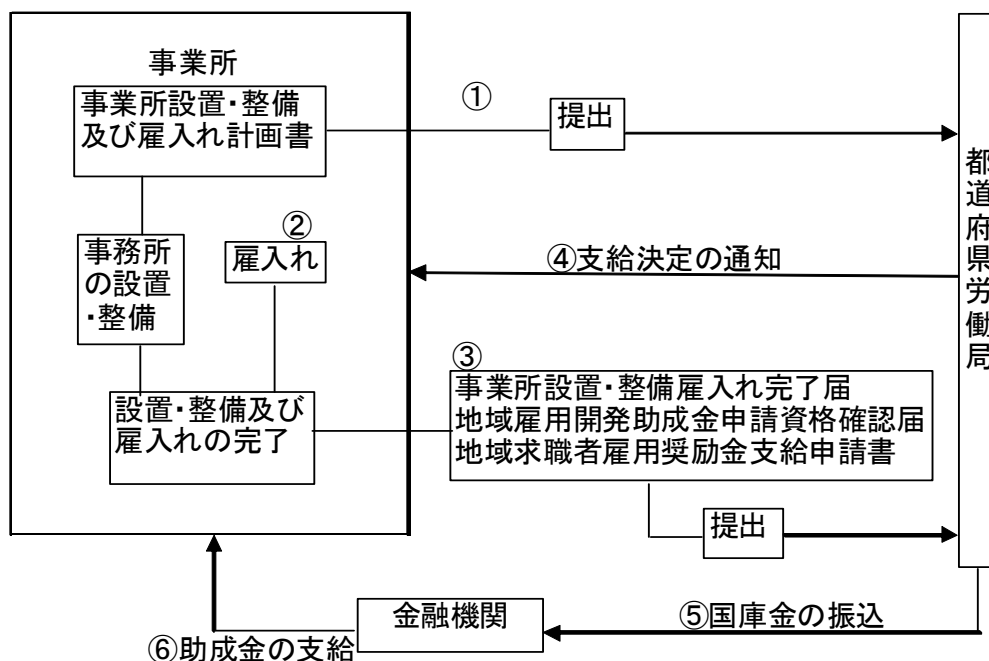 事業所
事業所設置・整備
及び雇入れ計画書
①
提出
都道府県労働局
②
雇入れ
事務所
の設置
・整備
④支給決定の通知
③
事業所設置・整備雇入れ完了届
地域雇用開発助成金申請資格確認届
地域求職者雇用奨励金支給申請書
設置・整備及び
雇入れの完了
提出
金融機関
⑤国庫金の振込
⑥助成金の支給